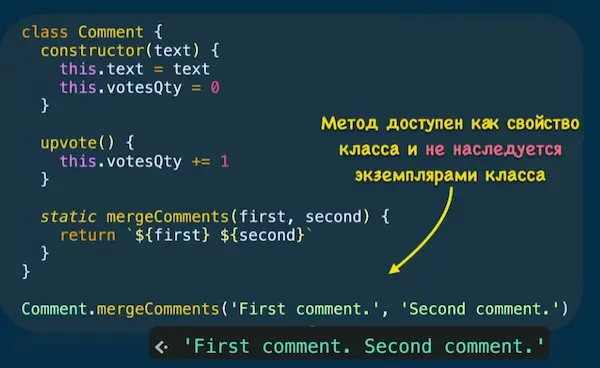 class Comment {
  constructor(text) {
    this.text = text
    this.votesQty = 0
  }
  upvote() {
    this.votesQty += 1
  }
Метод доступен как свойство
класса и не наследуется
экземплярами класса
  static mergeComments(first, second) {
    return `${first} ${second}`
  }
}
Comment.mergeComments('First comment.', 'Second comment.')
<· 'First comment. Second comment.'